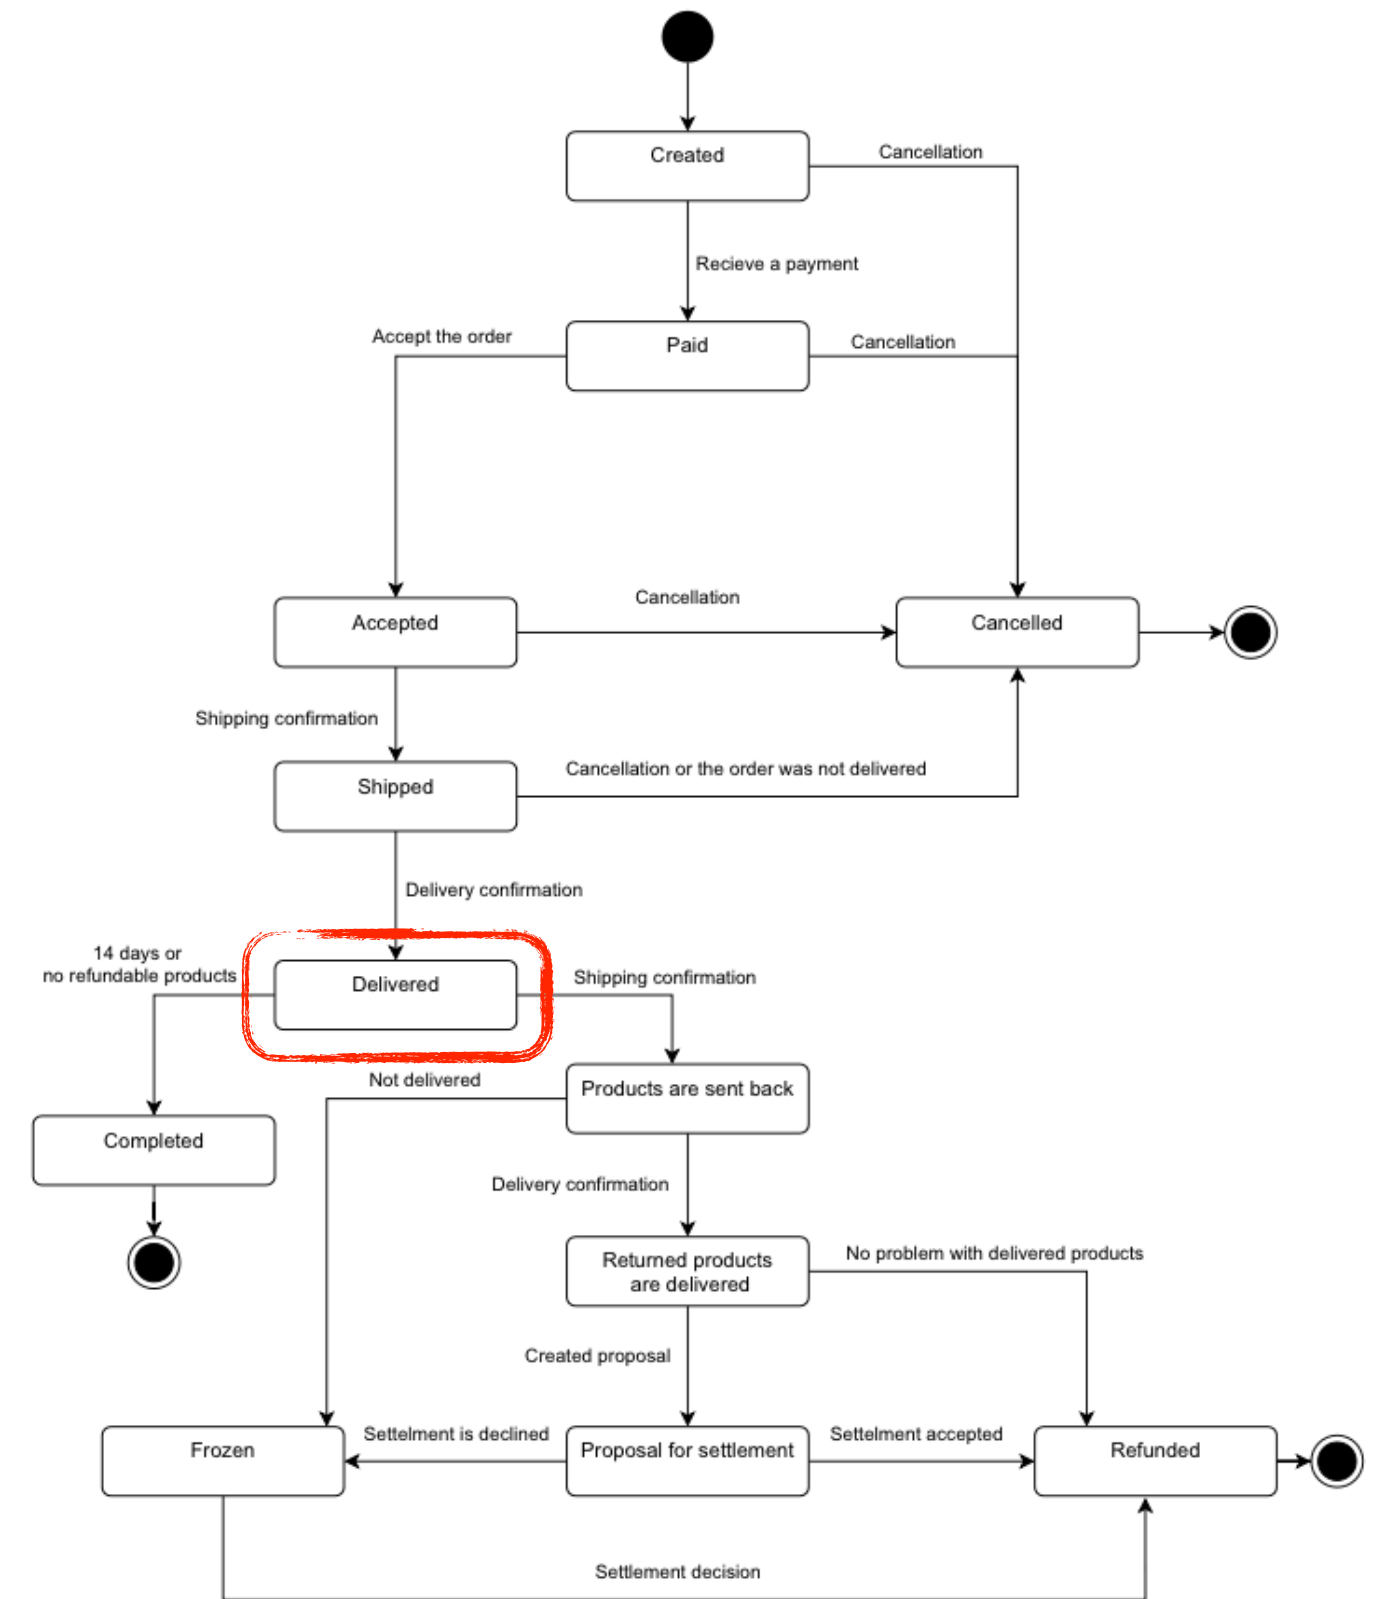 Created
Cancellation
Recieve a payment
Accept the order
Paid
Cancellation
Accepted
Cancellation
Cancelled
Shipping confirmation
Shipped
Cancellation or the order was not delivered
Delivery confirmation
14 days or
no refundable products
Delivered
Shipping confirmation
Not delivered
Products are sent back
Completed
Delivery confirmation
Returned products
are delivered
No problem with delivered products
Created proposal
Frozen
Settelment is declined
Proposal for settlement
Settelment accepted
Refunded
Settlement decision